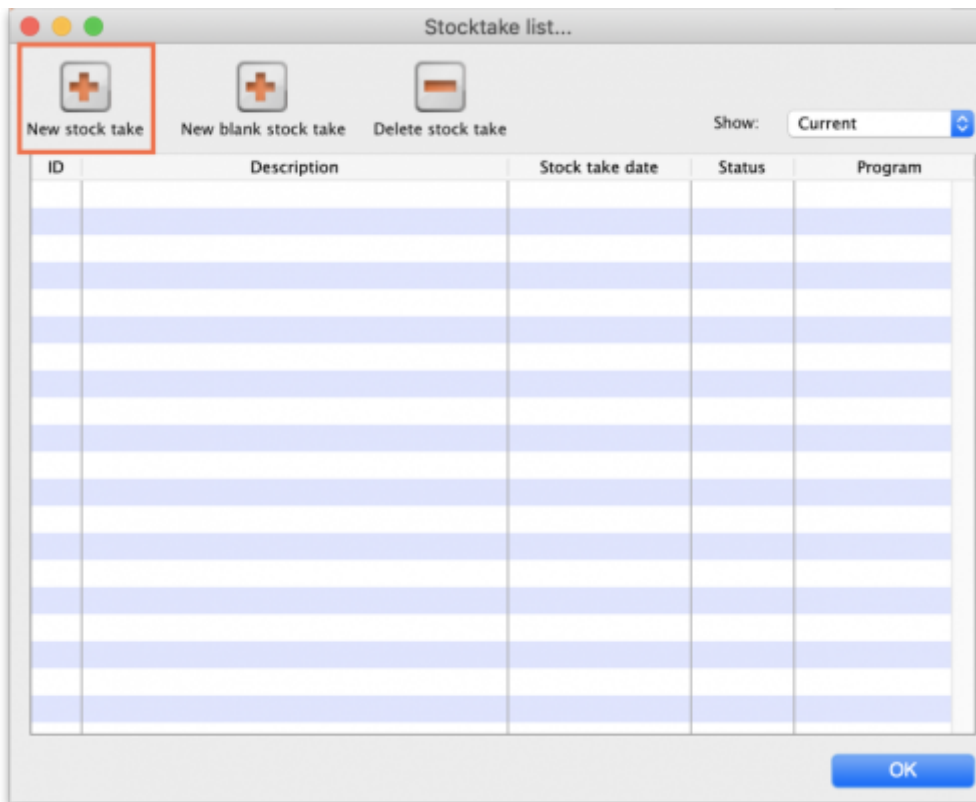 Stocktake list...
New stock take New blank stock take Delete stock take Show: Current
ID Description Stock take date Status Program
OK